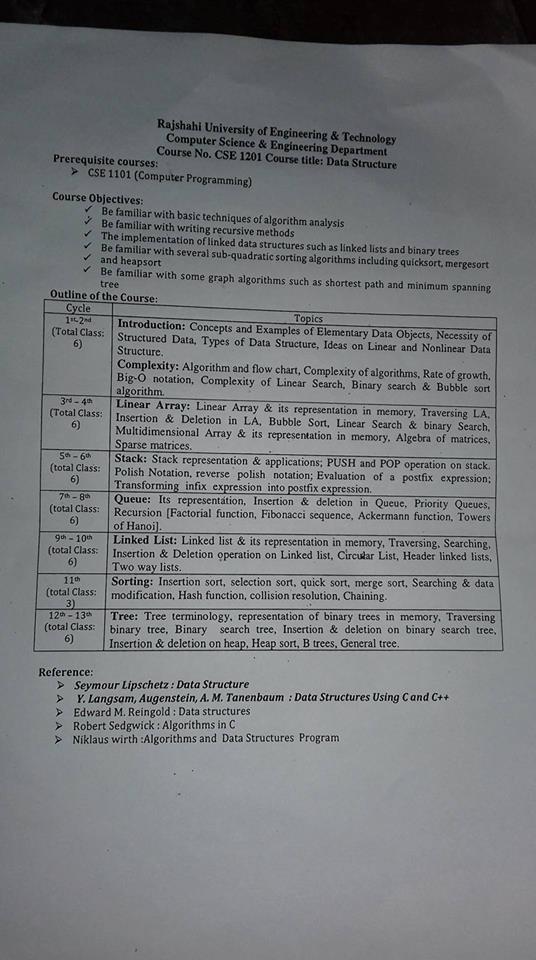 Rajshahi University of Engineering & Technology
Computer Science & Engineering Department
Course No. CSE 1201 Course title: Data Structure
Prerequisite courses:
➢ CSE 1101 (Computer Programming)
Course Objectives:
✓ Be familiar with basic techniques of algorithm analysis
✓ Be familiar with writing recursive methods
✓ The implementation of linked data structures such as linked lists and binary trees
✓ Be familiar with several sub-quadratic sorting algorithms including quicksort, mergesort
✓ and heapsort
✓ Be familiar with some graph algorithms such as shortest path and minimum spanning
tree
Outline of the Course:
Cycle
Topics
1st-2nd
(Total Class:
6)
Introduction: Concepts and Examples of Elementary Data Objects, Necessity of
Structured Data, Types of Data Structure, Ideas on Linear and Nonlinear Data
Structure.
Complexity: Algorithm and flow chart, Complexity of algorithms, Rate of growth,
Big-O notation, Complexity of Linear Search, Binary search & Bubble sort
algorithm.
3rd – 4th
(Total Class:
6)
Linear Array: Linear Array & its representation in memory, Traversing LA,
Insertion & Deletion in LA, Bubble Sort, Linear Search & binary Search,
Multidimensional Array & its representation in memory, Algebra of matrices,
Sparse matrices.
5th – 6th
(total Class:
6)
Stack: Stack representation & applications; PUSH and POP operation on stack.
Polish Notation, reverse polish notation; Evaluation of a postfix expression;
Transforming infix expression into postfix expression.
7th – 8th
(total Class:
6)
Queue: Its representation, Insertion & deletion in Queue, Priority Queues,
Recursion [Factorial function, Fibonacci sequence, Ackermann function, Towers
of Hanoi].
9th – 10th
(total Class:
6)
Linked List: Linked list & its representation in memory, Traversing, Searching,
Insertion & Deletion operation on Linked list, Circular List, Header linked lists,
Two way lists.
11th
(total Class:
3)
Sorting: Insertion sort, selection sort, quick sort, merge sort, Searching & data
modification, Hash function, collision resolution, Chaining.
12th – 13th
(total Class:
6)
Tree: Tree terminology, representation of binary trees in memory, Traversing
binary tree, Binary search tree, Insertion & deletion on binary search tree,
Insertion & deletion on heap, Heap sort, B trees, General tree.
Reference:
➢ Seymour Lipschetz : Data Structure
➢ Y. Langsam, Augenstein, A. M. Tanenbaum : Data Structures Using C and C++
➢ Edward M. Reingold : Data structures
➢ Robert Sedgwick : Algorithms in C
➢ Niklaus wirth :Algorithms and Data Structures Program